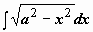 ∫√(a² − x²) dx